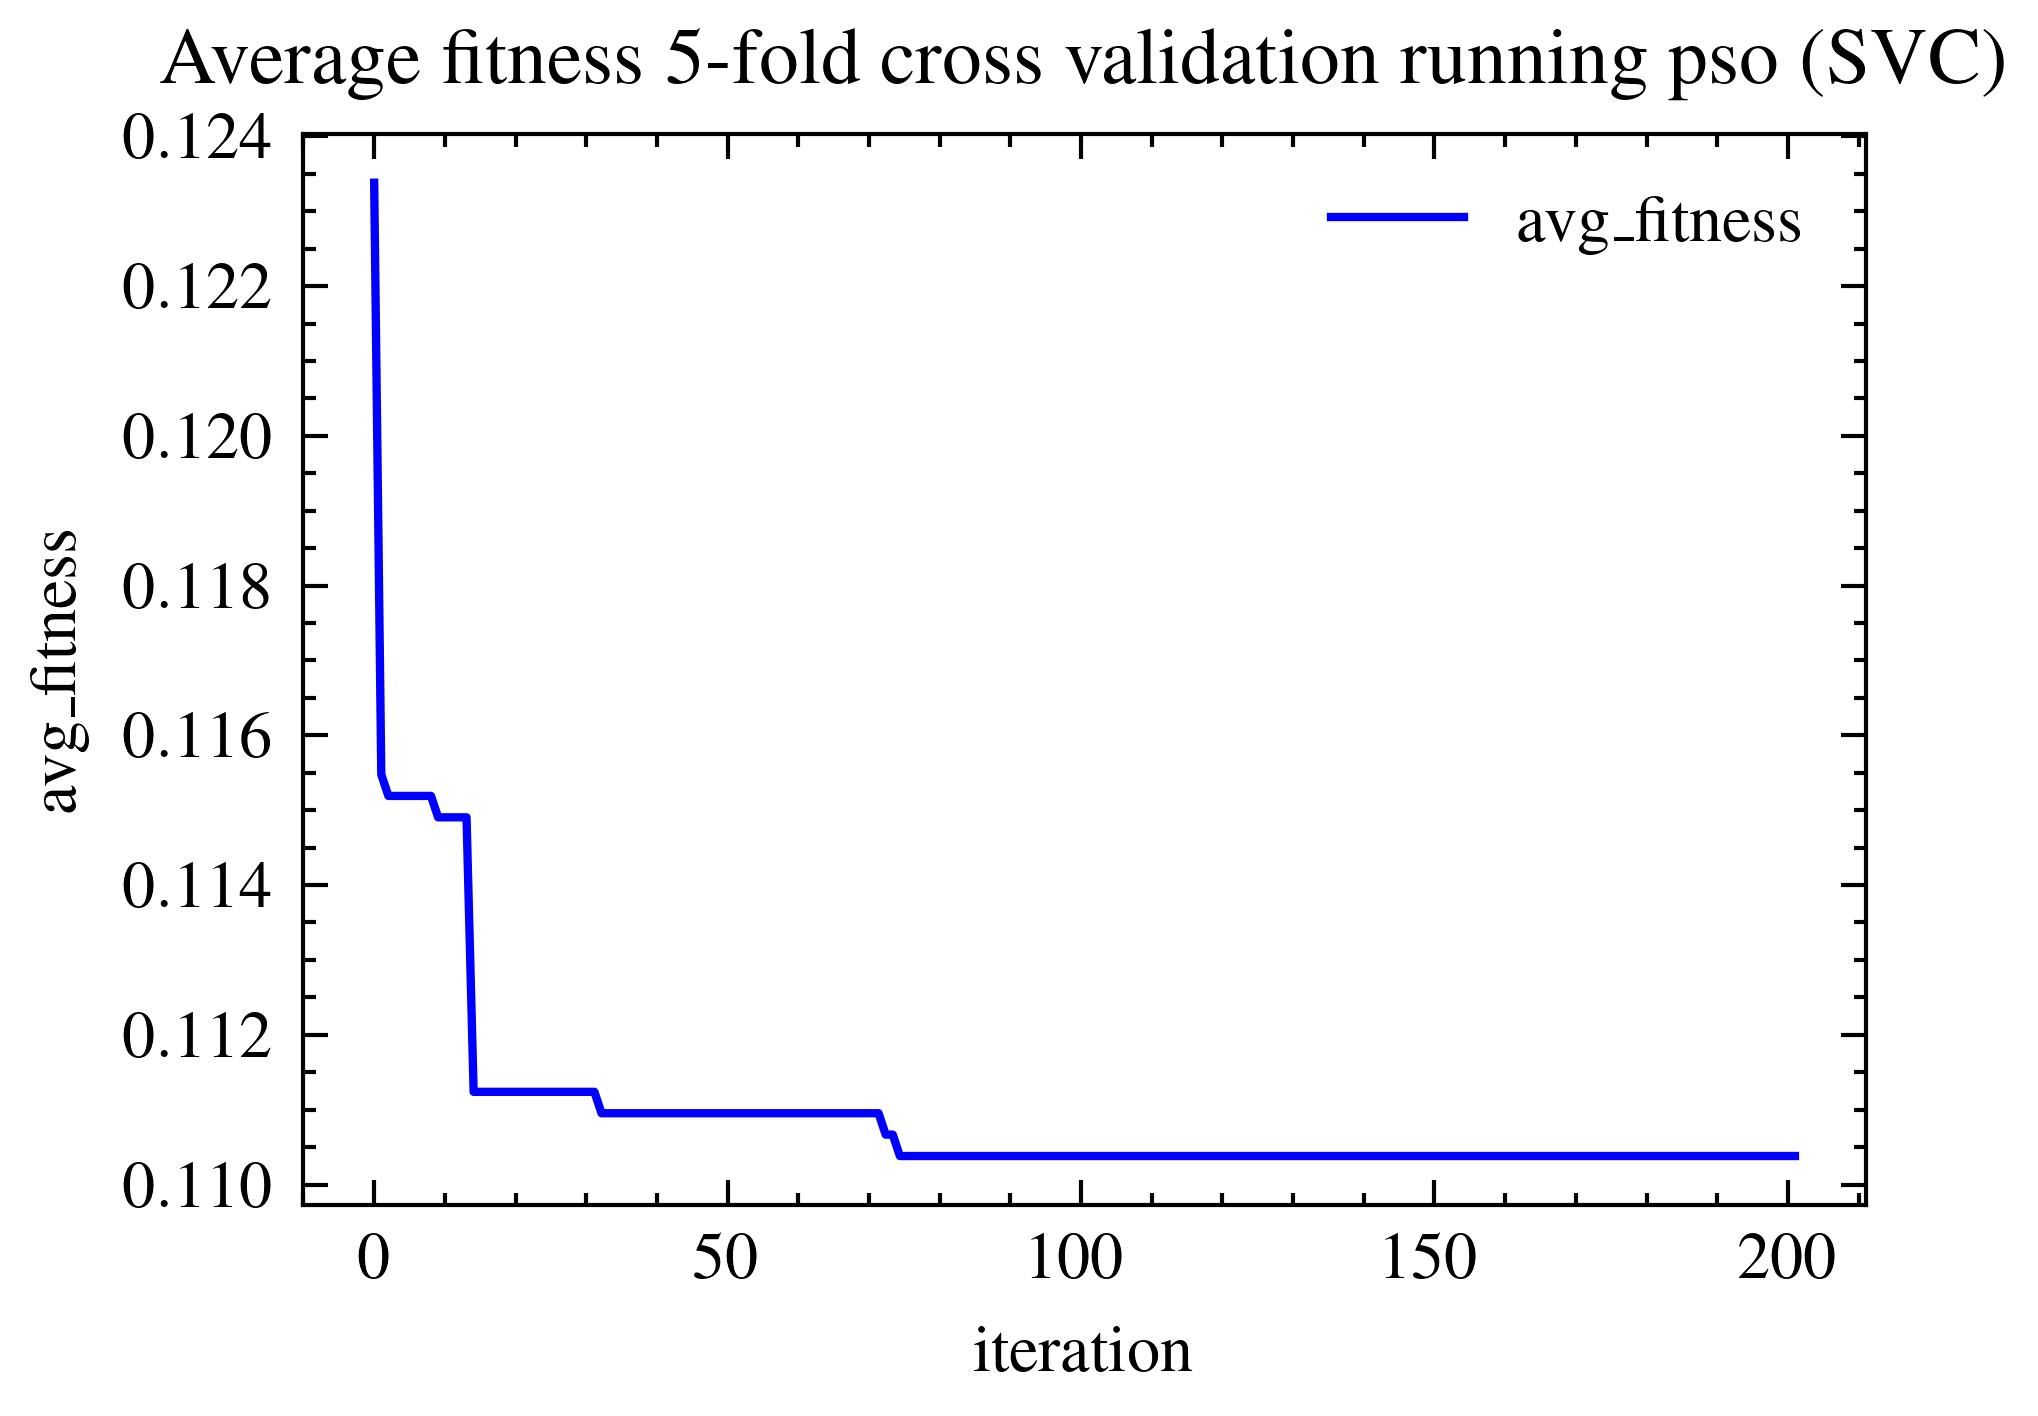 Average fitness 5-fold cross validation running pso (SVC)
0.124
avg_fitness
0.122
0.120
0.118
avg_fitness
0.116
0.114
0.112
0.110
0 50 100 150 200
iteration